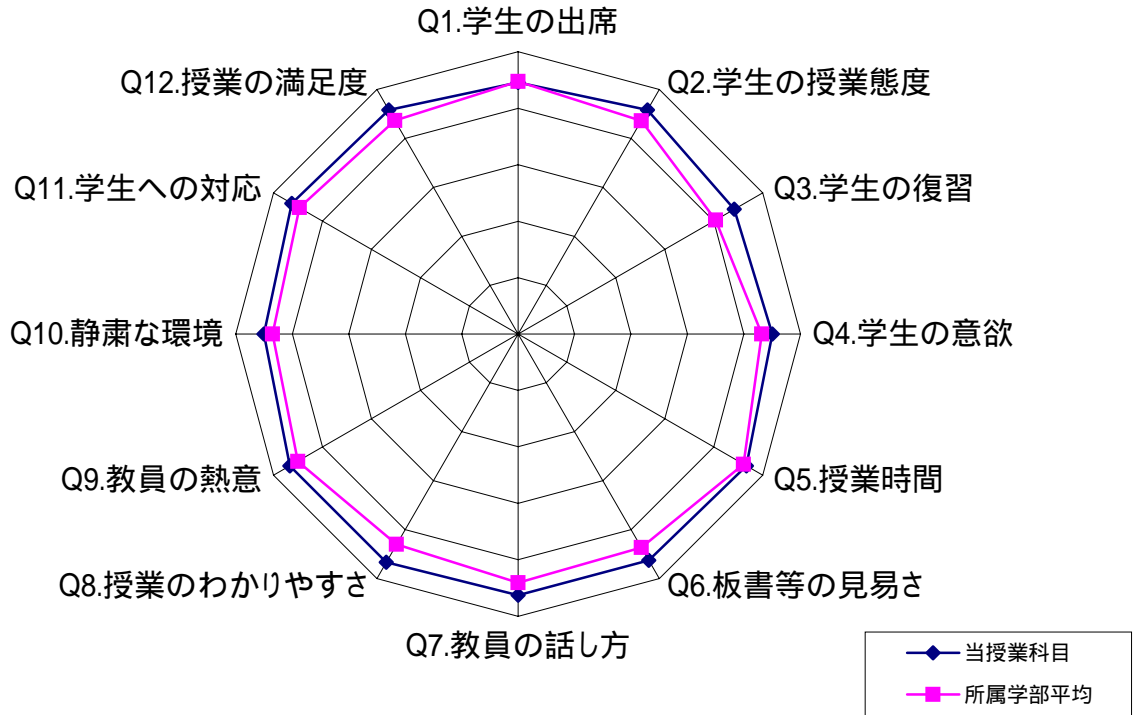 Q1.学生の出席
Q2.学生の授業態度
Q3.学生の復習
Q4.学生の意欲
Q5.授業時間
Q6.板書等の見易さ
Q7.教員の話し方
Q8.授業のわかりやすさ
Q9.教員の熱意
Q10.静粛な環境
Q11.学生への対応
Q12.授業の満足度
当授業科目
所属学部平均